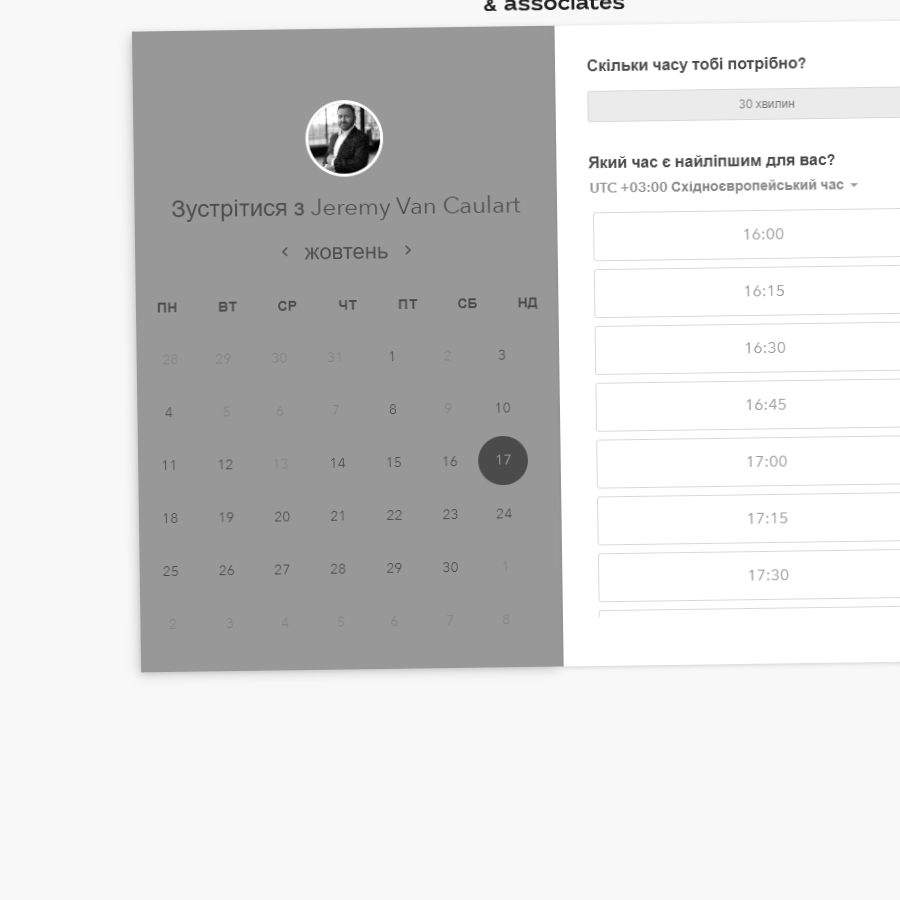 & associates
Зустрітися з Jeremy Van Caulart
жовтень
ПН ВТ СР ЧТ ПТ СБ НД
28 29 30 31 1 2 3
4 5 6 7 8 9 10
11 12 13 14 15 16 17
18 19 20 21 22 23 24
25 26 27 28 29 30 1
2 3 4 5 6 7 8
Скільки часу тобі потрібно?
30 хвилин
Який час є найліпшим для вас?
UTC +03:00 Східноєвропейський час
16:00
16:15
16:30
16:45
17:00
17:15
17:30